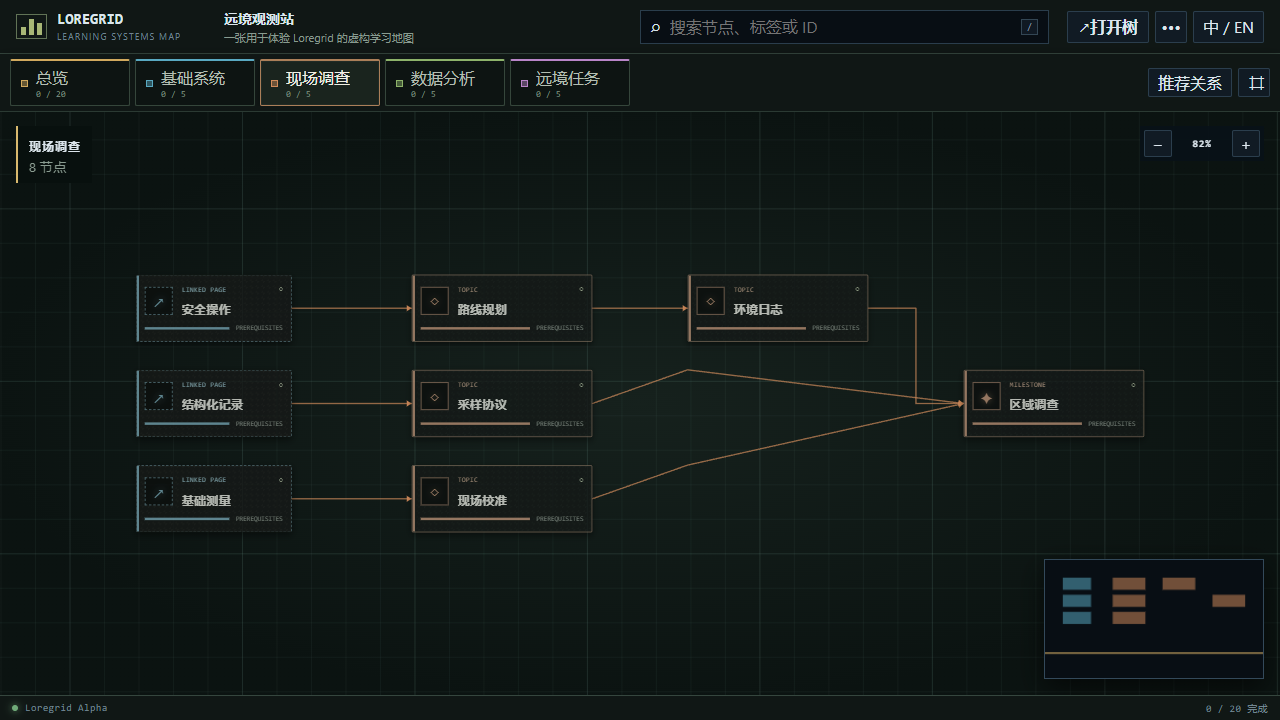 LOREGRID
LEARNING SYSTEMS MAP
远境观测站
一张用于体验 Loregrid 的虚构学习地图
搜索节点、标签或 ID
/
↗打开树
•••
中 / EN
总览
0 / 20
基础系统
0 / 5
现场调查
0 / 5
数据分析
0 / 5
远境任务
0 / 5
推荐关系
现场调查
8 节点
−
82%
+
LINKED PAGE
安全操作
PREREQUISITES
TOPIC
路线规划
PREREQUISITES
TOPIC
环境日志
PREREQUISITES
LINKED PAGE
结构化记录
PREREQUISITES
TOPIC
采样协议
PREREQUISITES
MILESTONE
区域调查
PREREQUISITES
LINKED PAGE
基础测量
PREREQUISITES
TOPIC
现场校准
PREREQUISITES
Loregrid Alpha
0 / 20 完成